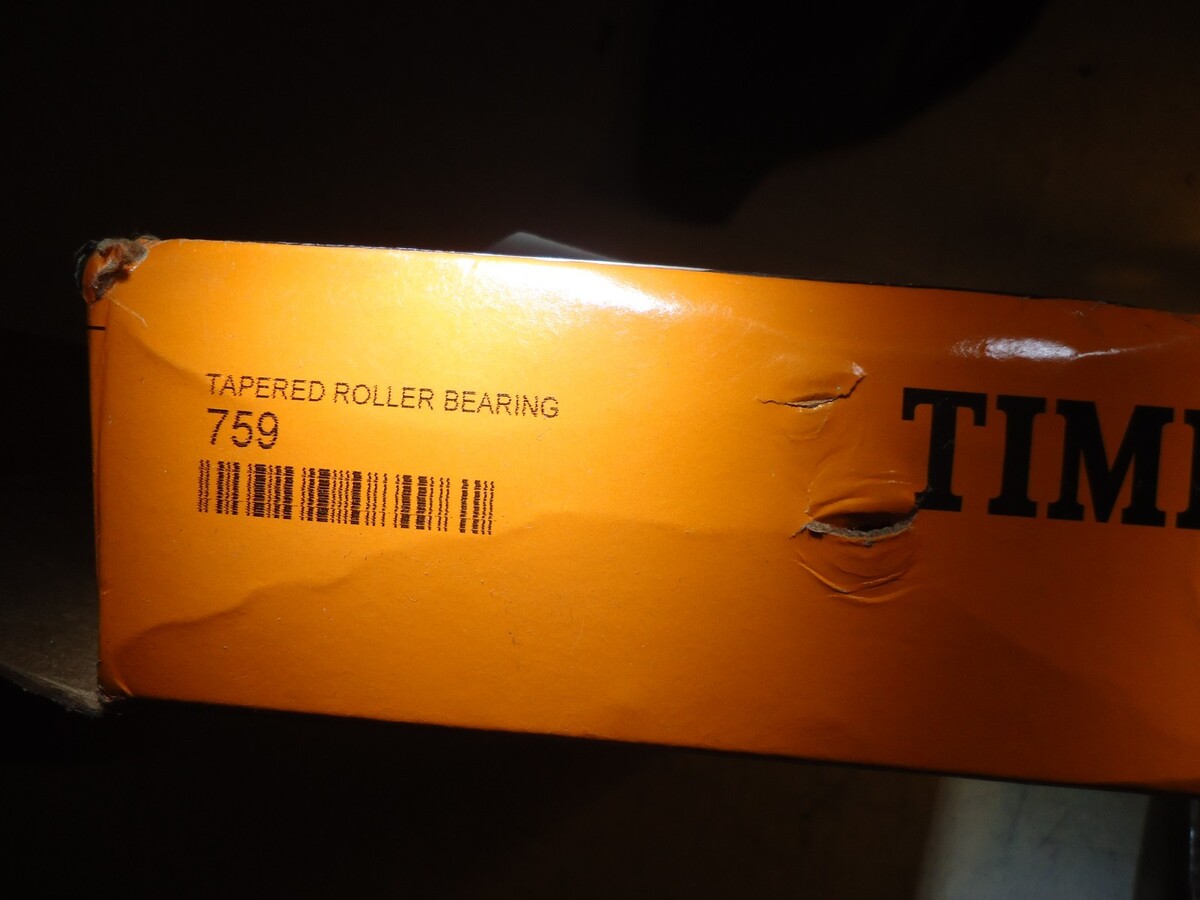 TAPERED ROLLER BEARING
759
TIM